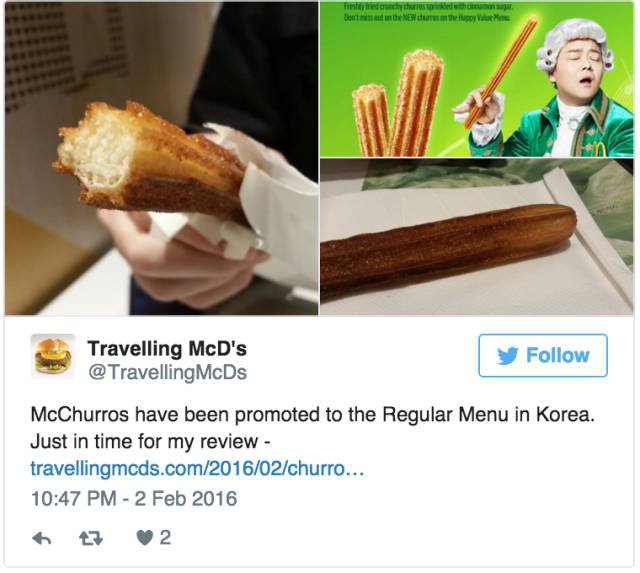 Freshly fried crunchy churros sprinkled with cinnamon sugar.
Don't miss out on the NEW churros on the Happy Value Menu.
Travelling McD's
@TravellingMcDs
Follow
McChurros have been promoted to the Regular Menu in Korea.
Just in time for my review -
travellingmcds.com/2016/02/churro…
10:47 PM - 2 Feb 2016
2